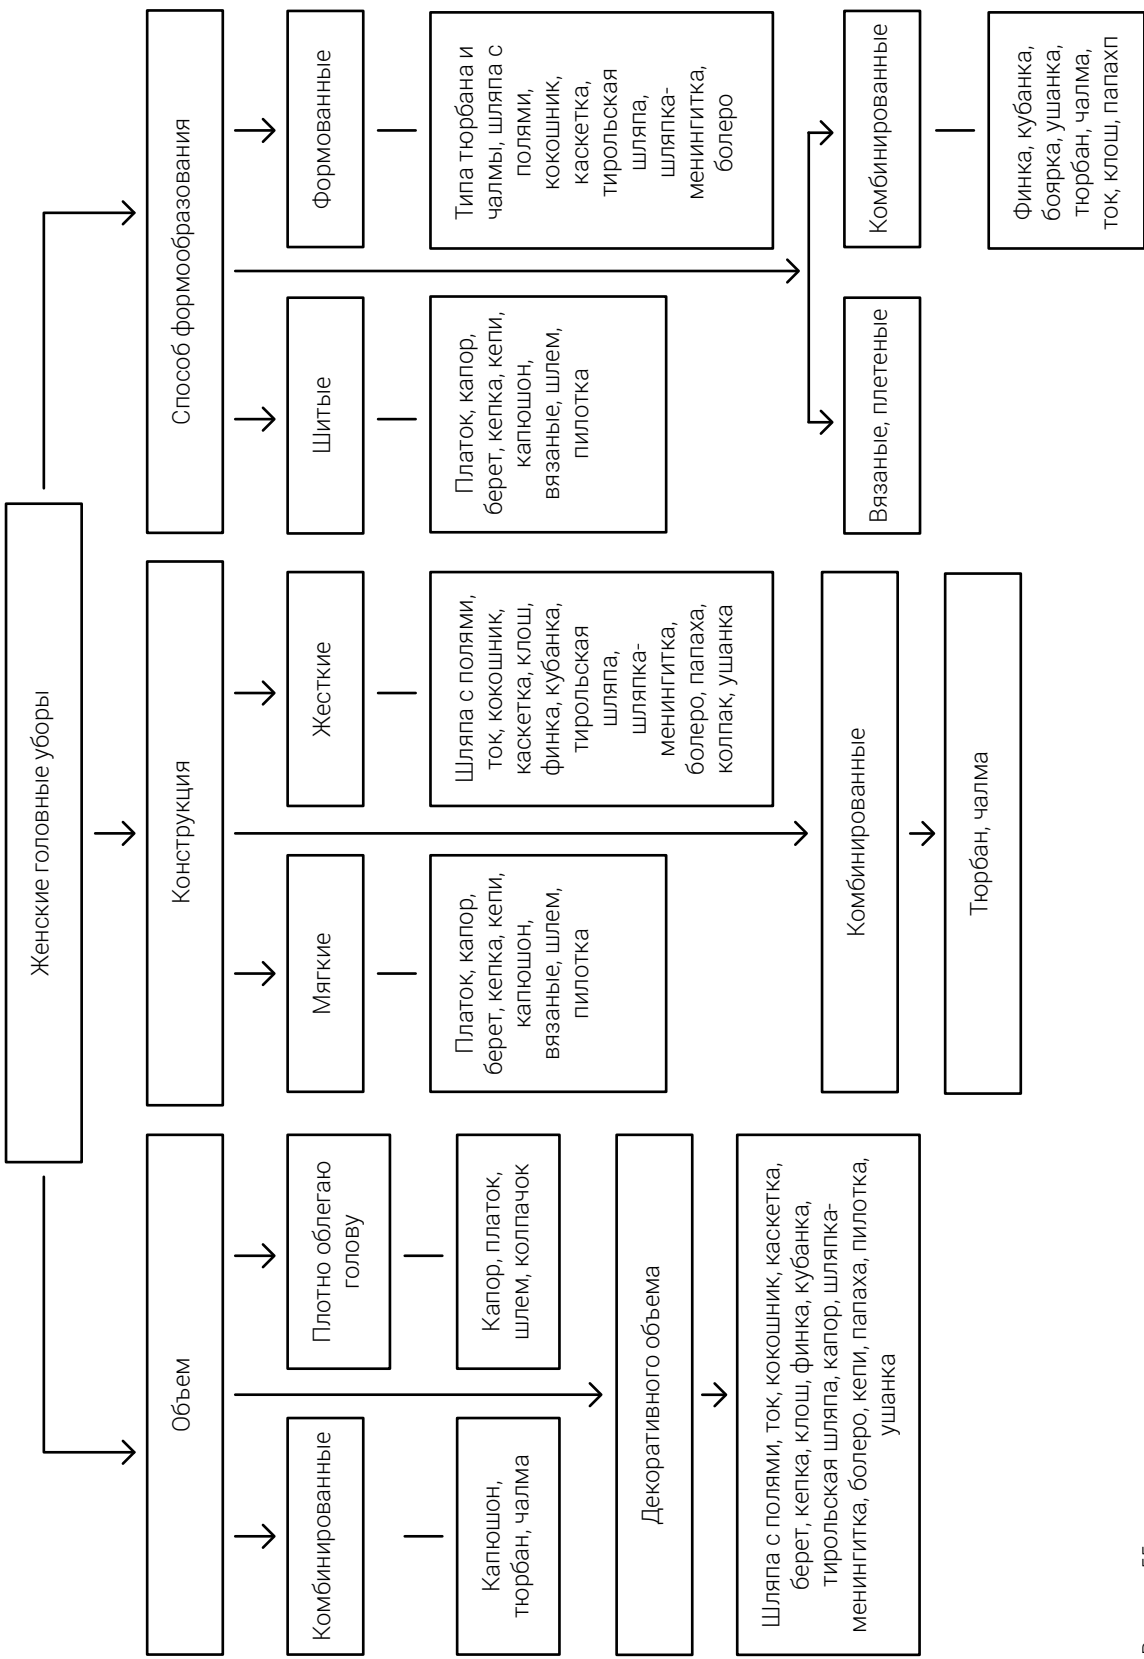 Женские головные уборы
Объем
Конструкция
Способ формообразования
Комбинированные
Плотно облегаю
голову
Мягкие
Жесткие
Шитые
Формованные
Капюшон,
тюрбан, чалма
Капор, платок,
шлем, колпачок
Платок, капор,
берет, кепка, кепи,
капюшон,
вязаные, шлем,
пилотка
Шляпа с полями,
ток, кокошник,
каскетка, клош,
финка, кубанка,
тирольская
шляпа,
шляпка-
менингитка,
болеро, папаха,
колпак, ушанка
Платок, капор,
берет, кепка, кепи,
капюшон,
вязаные, шлем,
пилотка
Типа тюрбана и
чалмы, шляпа с
полями,
кокошник,
каскетка,
тирольская
шляпа,
шляпка-
менингитка,
болеро
Декоративного объема
Комбинированные
Вязаные, плетеные
Комбинированные
Шляпа с полями, ток, кокошник, каскетка,
берет, кепка, клош, финка, кубанка,
тирольская шляпа, капор, шляпка-
менингитка, болеро, кепи, папаха, пилотка,
ушанка
Тюрбан, чалма
Финка, кубанка,
боярка, ушанка,
тюрбан, чалма,
ток, клош, папахп